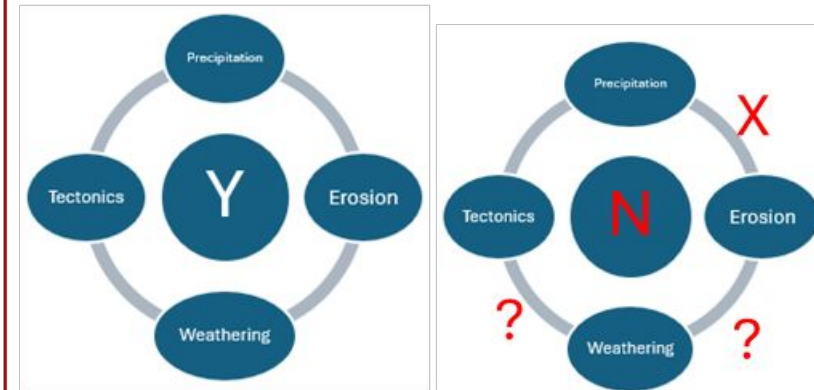 Precipitation
Tectonics
Y
Erosion
Weathering
Precipitation
X
Tectonics
N
Erosion
?
?
Weathering